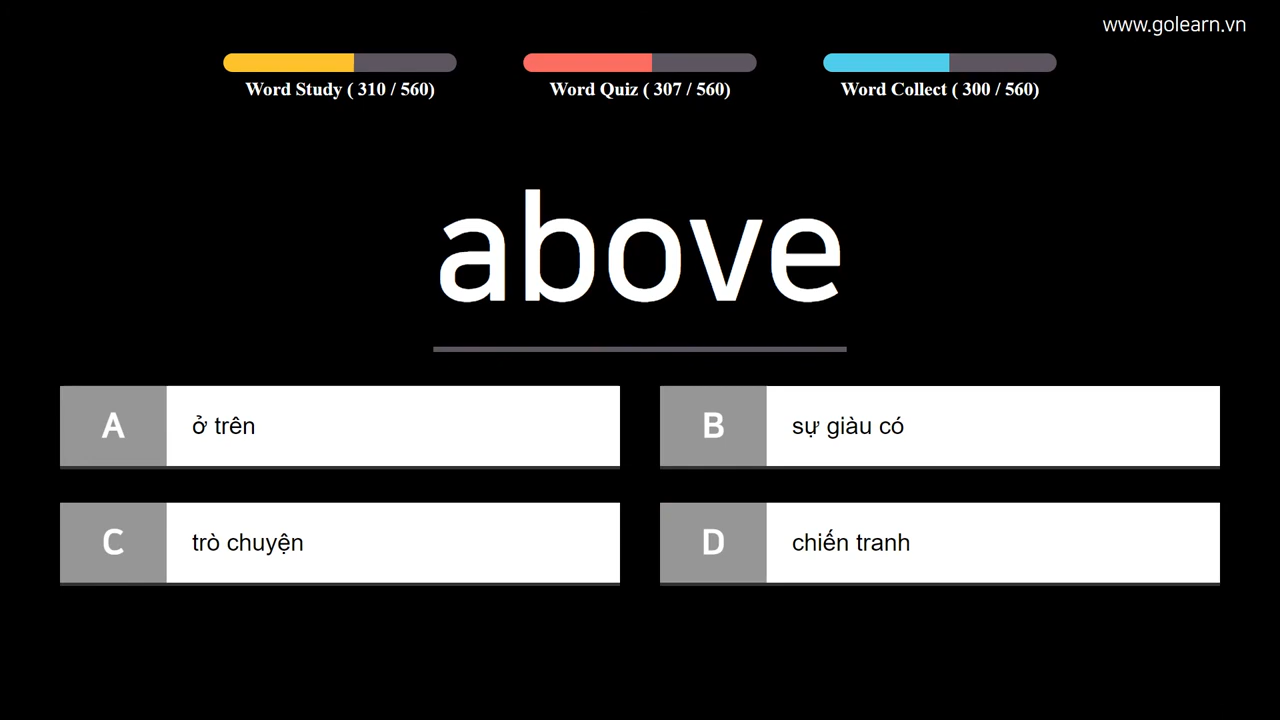 www.golearn.vn
Word Study ( 310 / 560)
Word Quiz ( 307 / 560)
Word Collect ( 300 / 560)
above
A ở trên
B sự giàu có
C trò chuyện
D chiến tranh